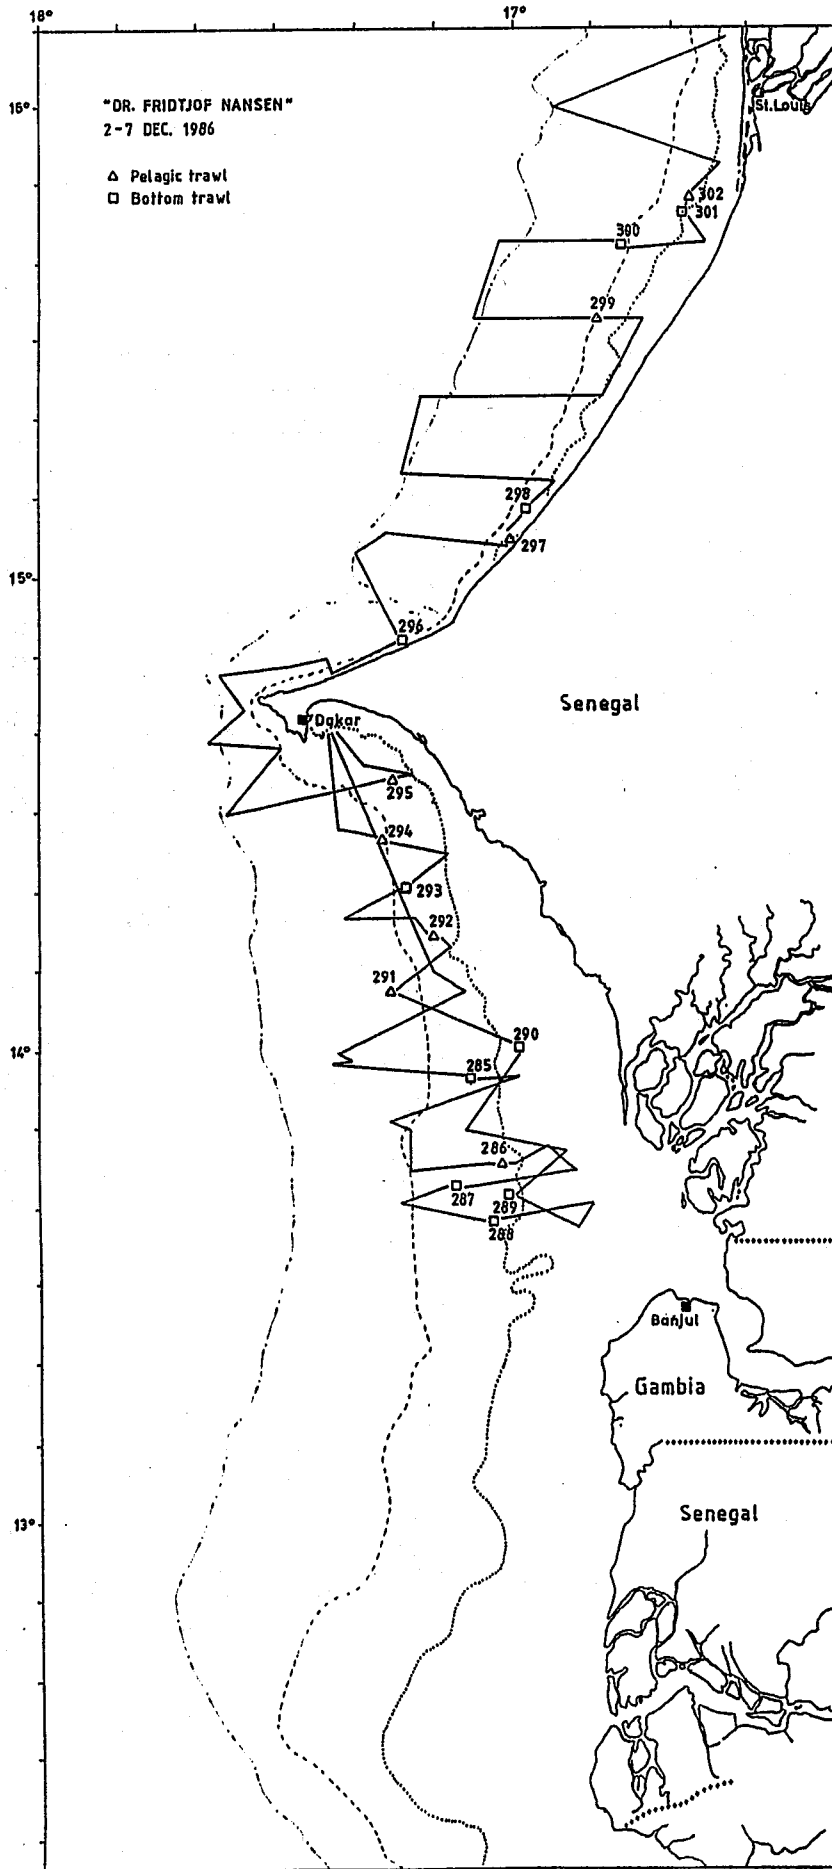 18°
17°
"DR. FRIDTJOF NANSEN"
2-7 DEC. 1986
△ Pelagic trawl
□ Bottom trawl
16°
St.Louis
302
301
300
299
298
297
15°
296
Senegal
Dakar
295
294
293
292
291
290
14°
285
286
287
289
288
Banjul
Gambia
13°
Senegal